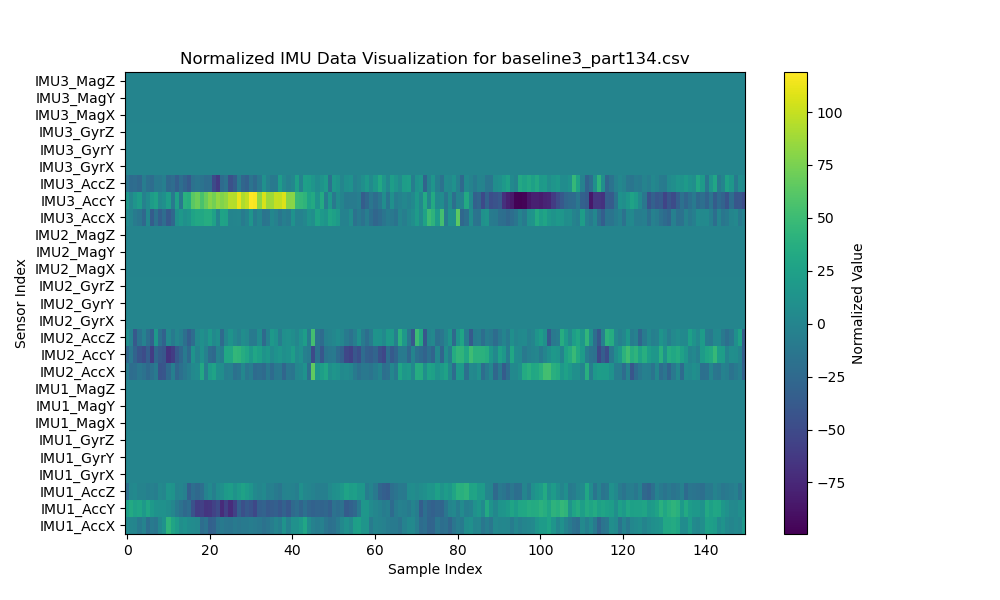 Normalized IMU Data Visualization for baseline3_part134.csv
IMU3_MagZ
IMU3_MagY
IMU3_MagX
IMU3_GyrZ
IMU3_GyrY
IMU3_GyrX
IMU3_AccZ
IMU3_AccY
IMU3_AccX
IMU2_MagZ
IMU2_MagY
IMU2_MagX
IMU2_GyrZ
IMU2_GyrY
IMU2_GyrX
IMU2_AccZ
IMU2_AccY
IMU2_AccX
IMU1_MagZ
IMU1_MagY
IMU1_MagX
IMU1_GyrZ
IMU1_GyrY
IMU1_GyrX
IMU1_AccZ
IMU1_AccY
IMU1_AccX
Sensor Index
0 20 40 60 80 100 120 140
Sample Index
100
75
50
25
0
−25
−50
−75
Normalized Value